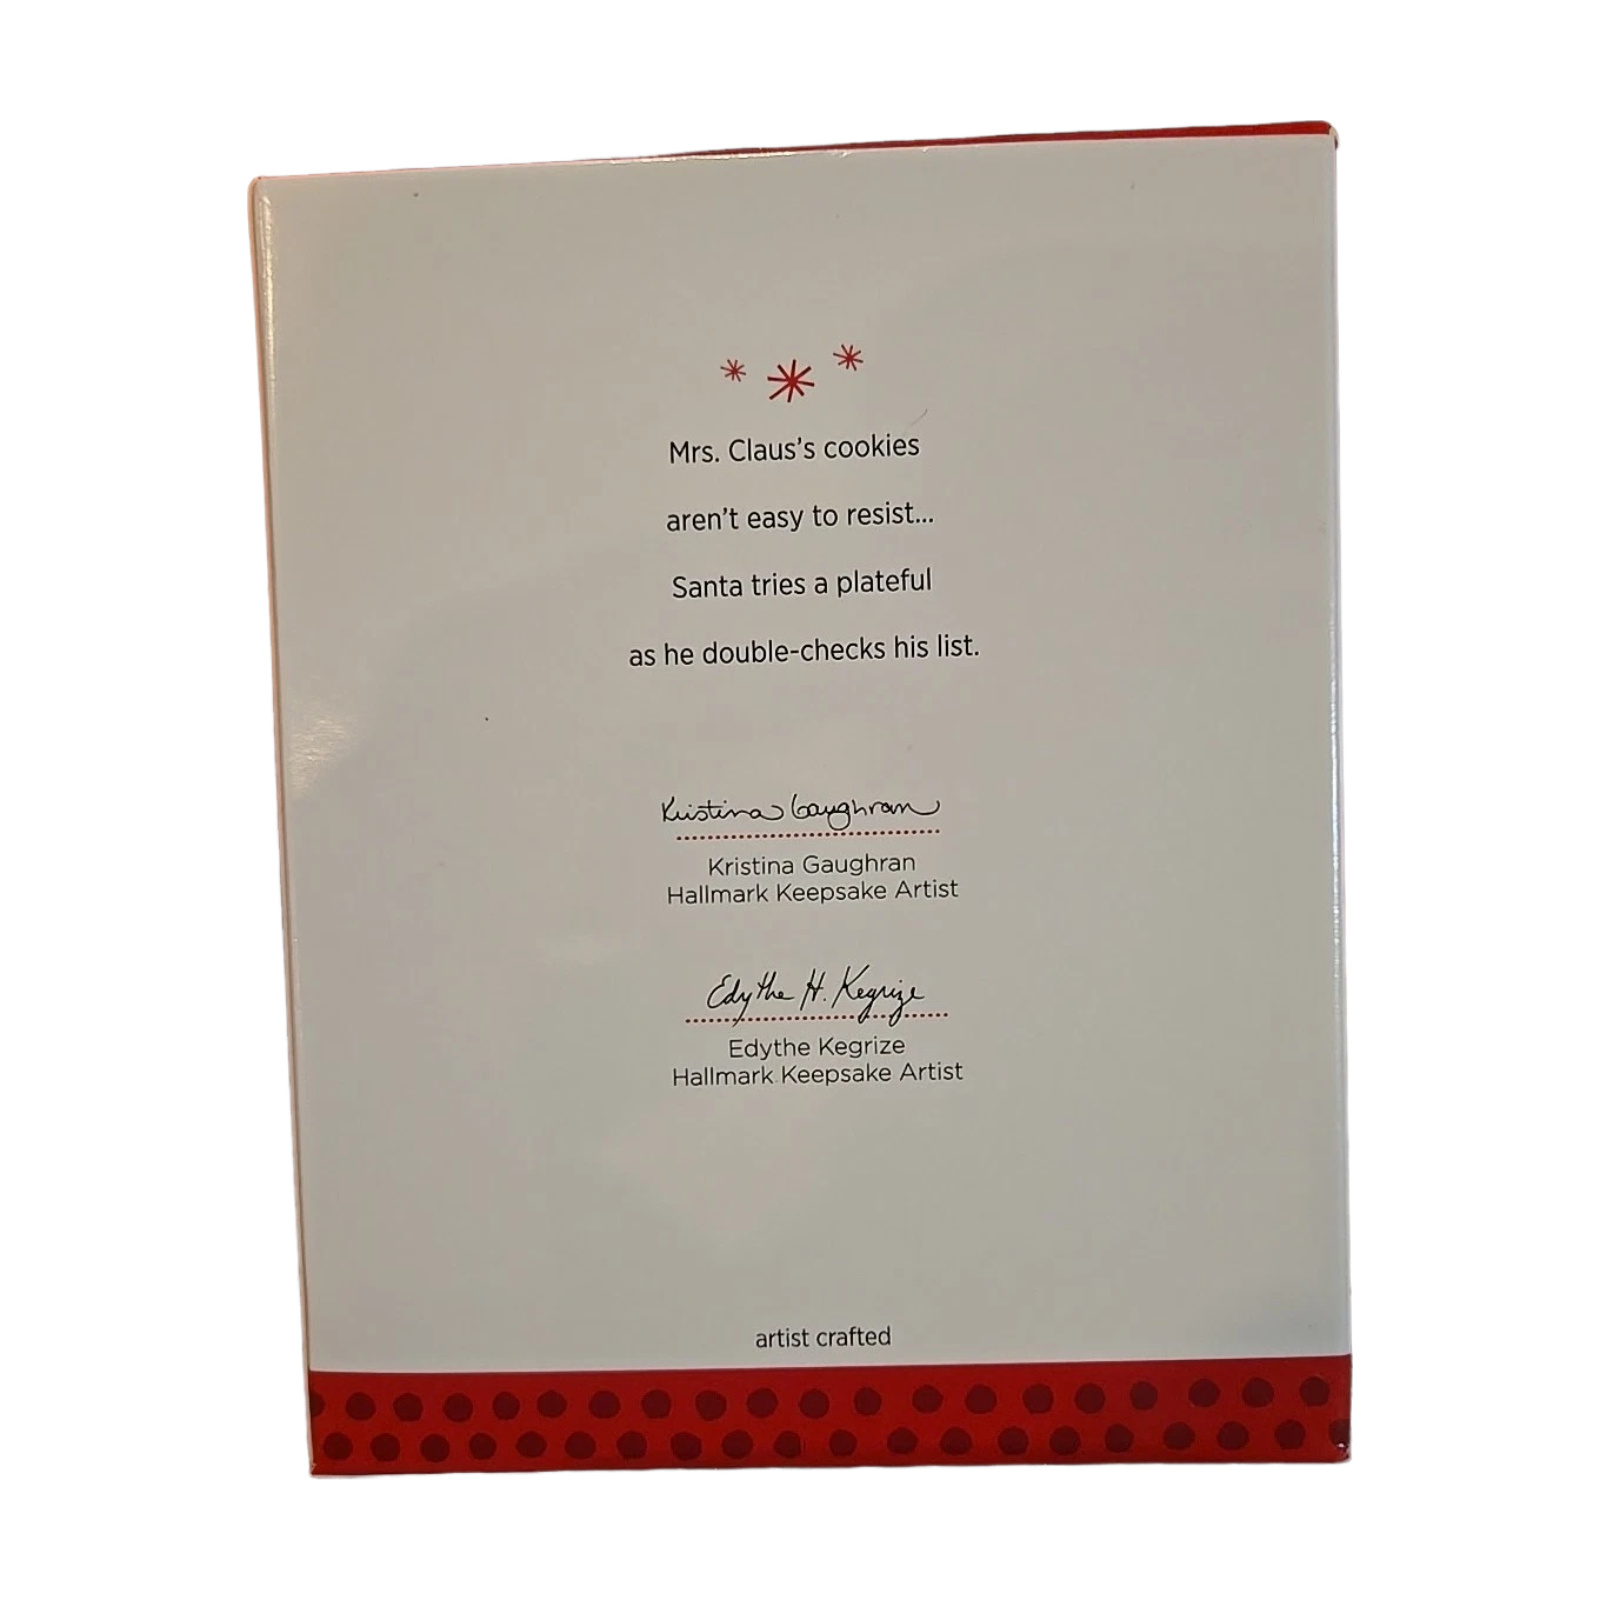 Mrs. Claus’s cookies
aren’t easy to resist...
Santa tries a plateful
as he double-checks his list.
Kristina Gaughran
Kristina Gaughran
Hallmark Keepsake Artist
Edythe H. Kegrize
Edythe Kegrize
Hallmark Keepsake Artist
artist crafted